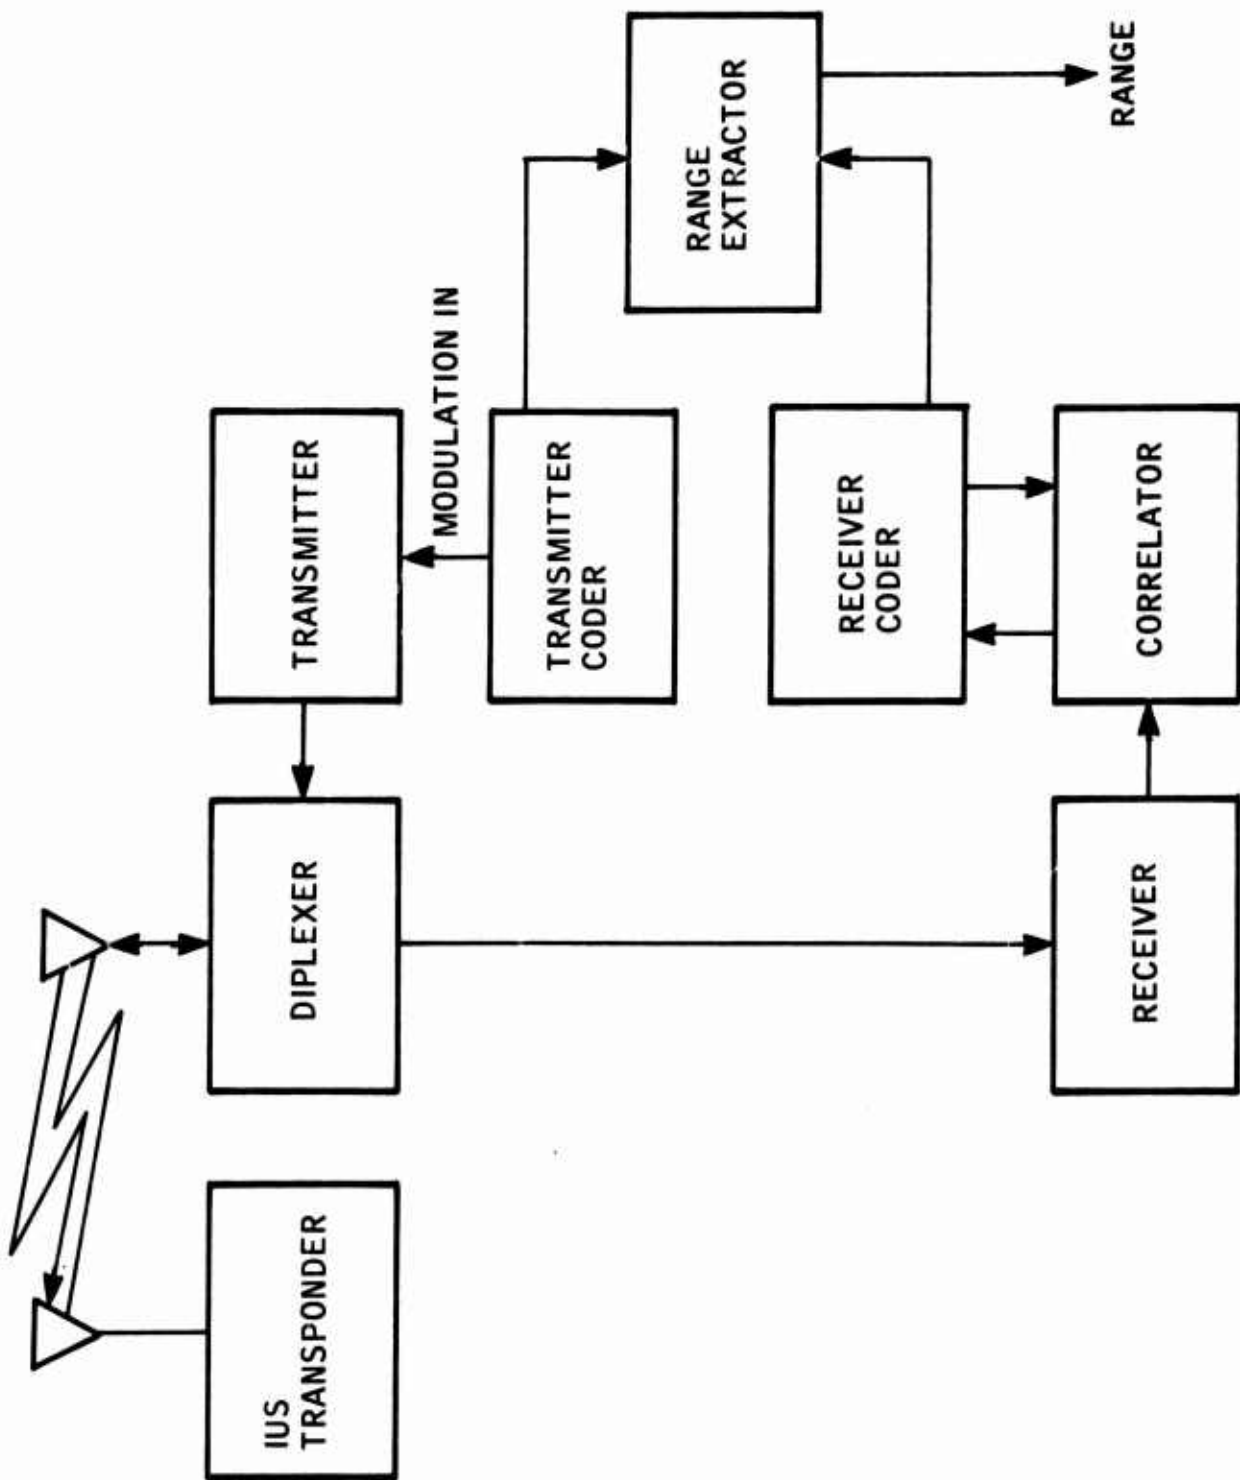 IUS
TRANSPONDER
DIPLEXER
TRANSMITTER
MODULATION IN
TRANSMITTER
CODER
RANGE
EXTRACTOR
RECEIVER
CODER
RECEIVER
CORRELATOR
RANGE